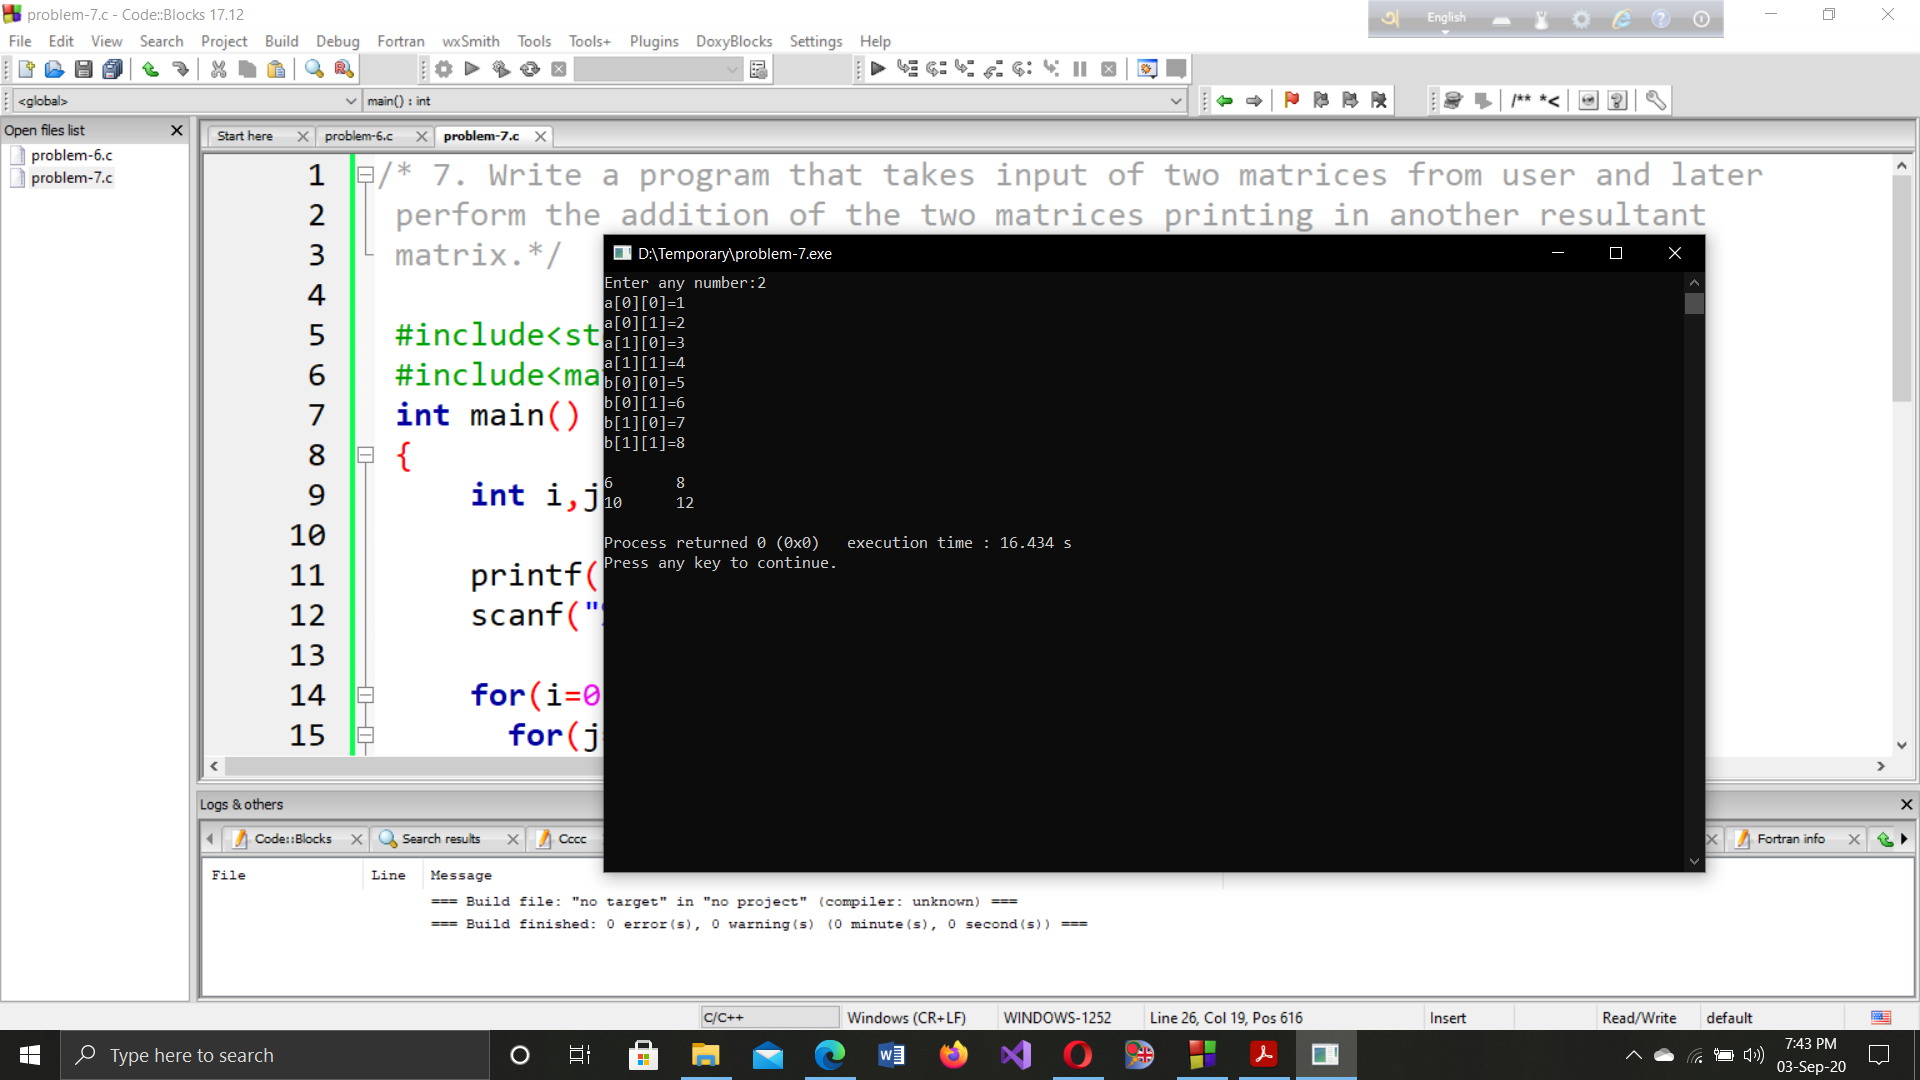 problem-7.c - Code::Blocks 17.12
English
File Edit View Search Project Build Debug Fortran wxSmith Tools Tools+ Plugins DoxyBlocks Settings Help
<global>
main() : int
/** *<
Open files list
problem-6.c
problem-7.c
Start here
problem-6.c
problem-7.c
1 /* 7. Write a program that takes input of two matrices from user and later
2 perform the addition of the two matrices printing in another resultant
3 matrix.*/
4
5 #include<st
6 #include<ma
7 int main()
8 {
9 int i,j
10
11 printf(
12 scanf("
13
14 for(i=0
15 for(j
D:\Temporary\problem-7.exe
Enter any number:2
a[0][0]=1
a[0][1]=2
a[1][0]=3
a[1][1]=4
b[0][0]=5
b[0][1]=6
b[1][0]=7
b[1][1]=8
6 8
10 12
Process returned 0 (0x0) execution time : 16.434 s
Press any key to continue.
Logs & others
Code::Blocks
Search results
Cccc
Fortran info
File Line Message
=== Build file: "no target" in "no project" (compiler: unknown) ===
=== Build finished: 0 error(s), 0 warning(s) (0 minute(s), 0 second(s)) ===
C/C++ Windows (CR+LF) WINDOWS-1252 Line 26, Col 19, Pos 616 Insert Read/Write default
Type here to search
7:43 PM
03-Sep-20